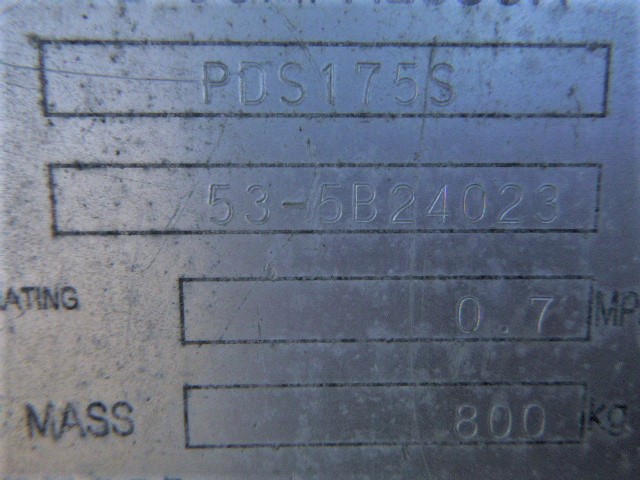 PDS175S
53-5B24023
ATING 0.7 MP
MASS 800 kg